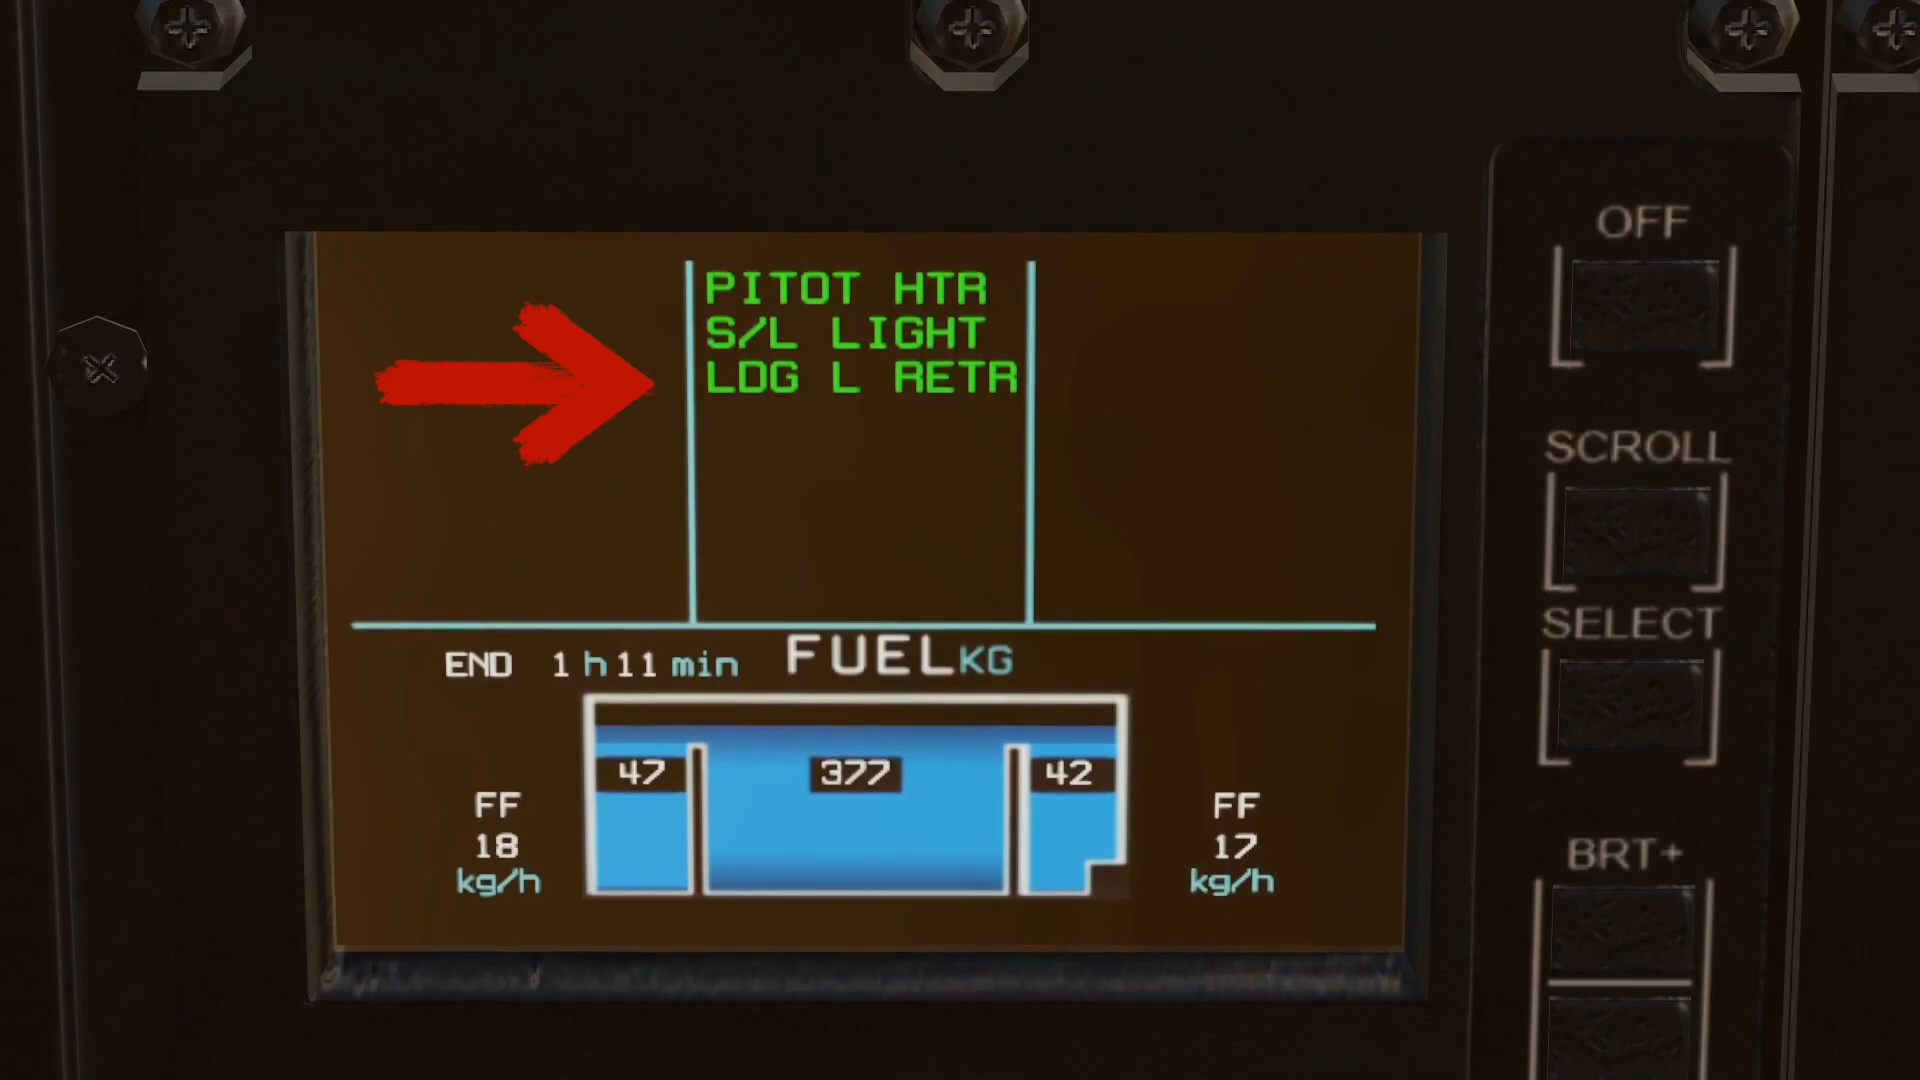 PITOT HTR
S/L LIGHT
LDG L RETR
END 1 h 11 min FUEL KG
47 377 42
FF
18
kg/h
FF
17
kg/h
OFF
SCROLL
SELECT
BRT+